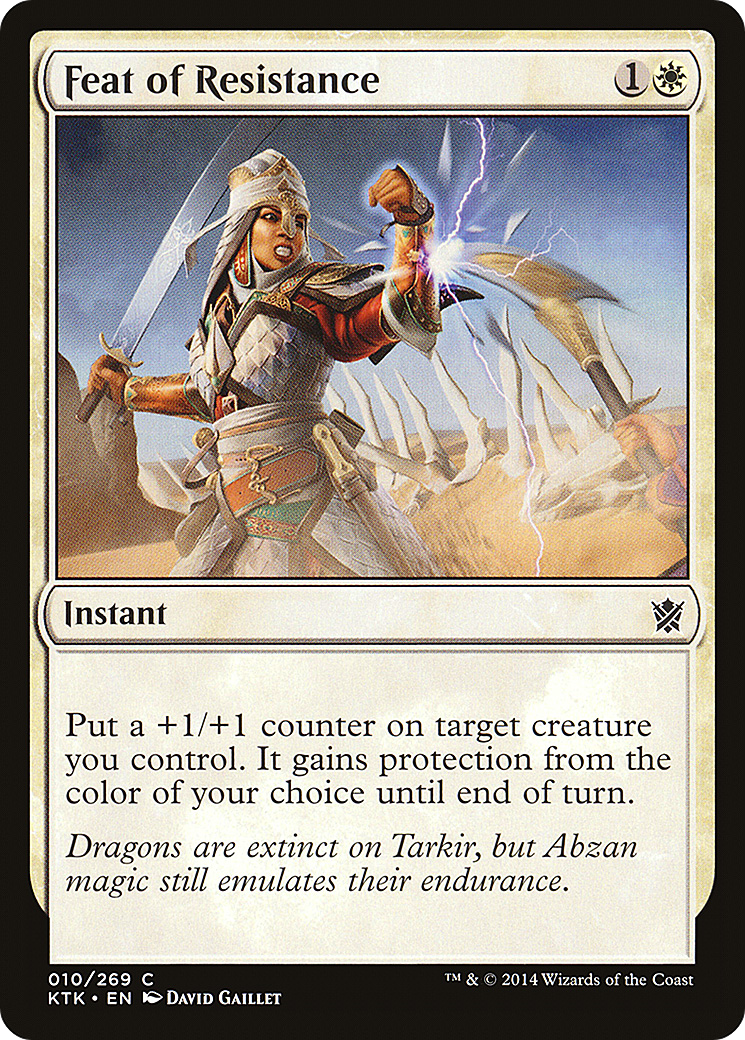 Feat of Resistance
1
Instant
Put a +1/+1 counter on target creature
you control. It gains protection from the
color of your choice until end of turn.
Dragons are extinct on Tarkir, but Abzan
magic still emulates their endurance.
010/269 C
KTK • EN DAVID GAILLET
™ & © 2014 Wizards of the Coast